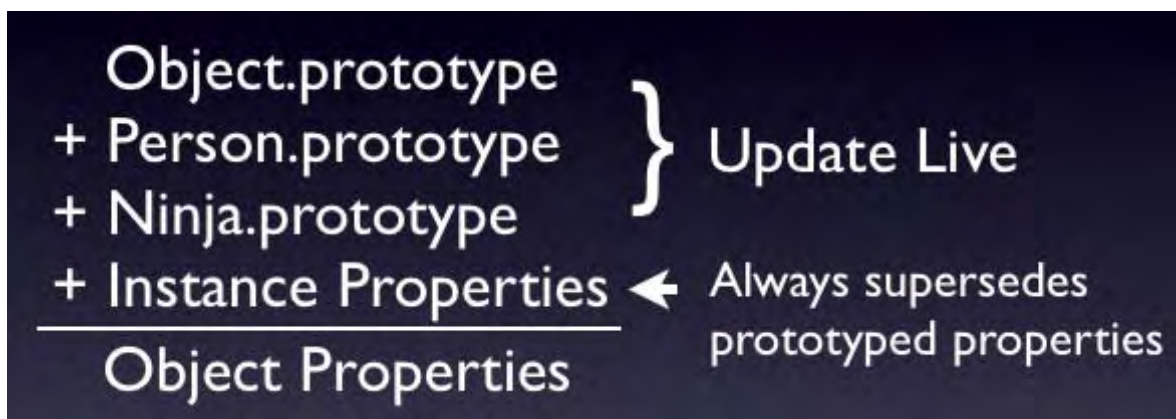 Object.prototype
+ Person.prototype
+ Ninja.prototype
} Update Live
+ Instance Properties
Always supersedes
prototyped properties
Object Properties